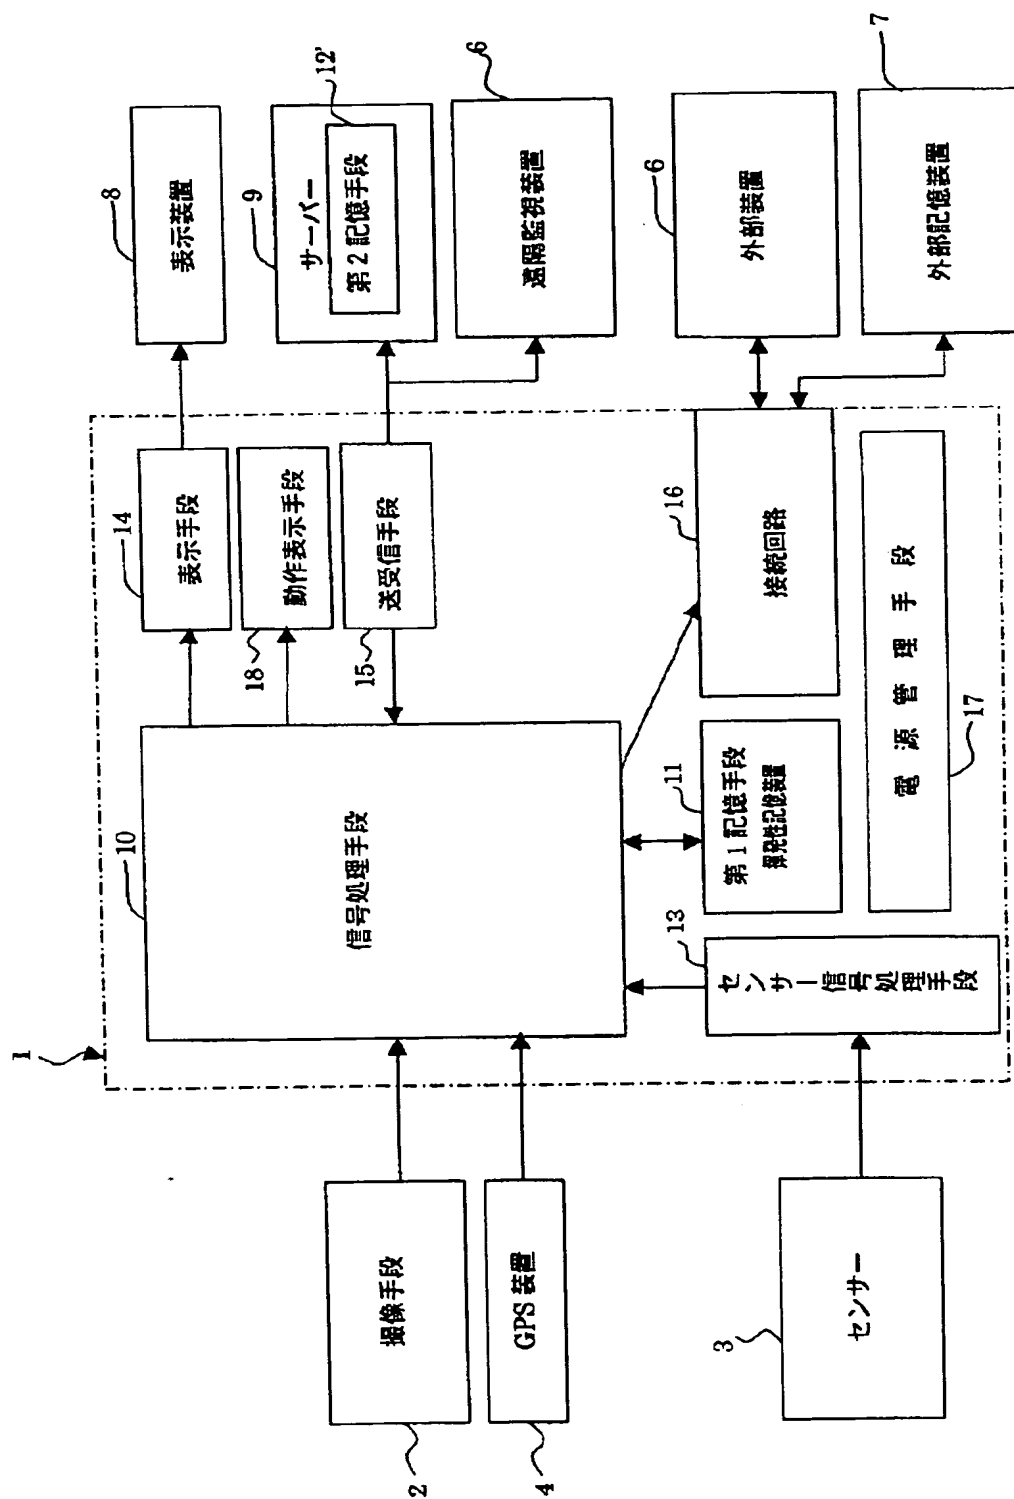 1
10
信号処理手段
14
表示手段
18
動作表示手段
15
送受信手段
8
表示装置
9
サーバー
第2記憶手段
12'
6
遠隔監視装置
2
撮像手段
4
GPS 装置
3
センサー
13
センサー信号処理手段
11
第1記憶手段
揮発性記憶装置
16
接続回路
6
外部装置
7
外部記憶装置
17
電源管理手段